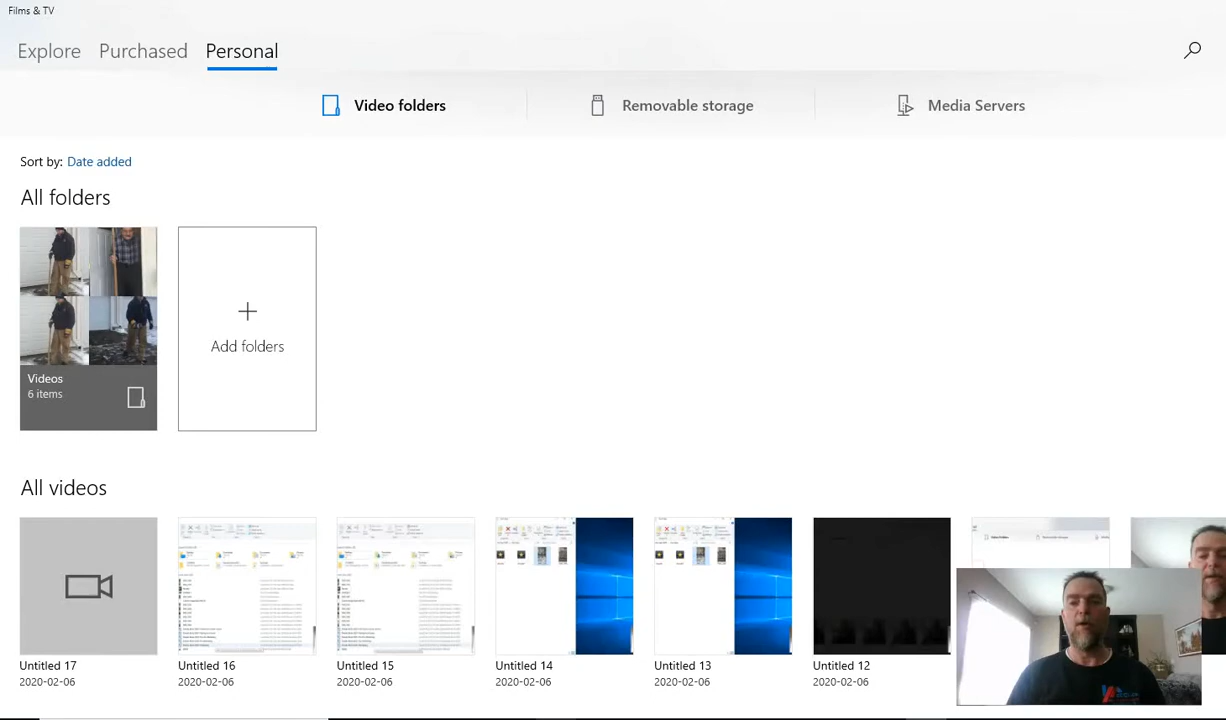 Films & TV
Explore Purchased Personal
Video folders Removable storage Media Servers
Sort by: Date added
All folders
Videos
6 items
Add folders
All videos
Untitled 17
2020-02-06
Untitled 16
2020-02-06
Untitled 15
2020-02-06
Untitled 14
2020-02-06
Untitled 13
2020-02-06
Untitled 12
2020-02-06